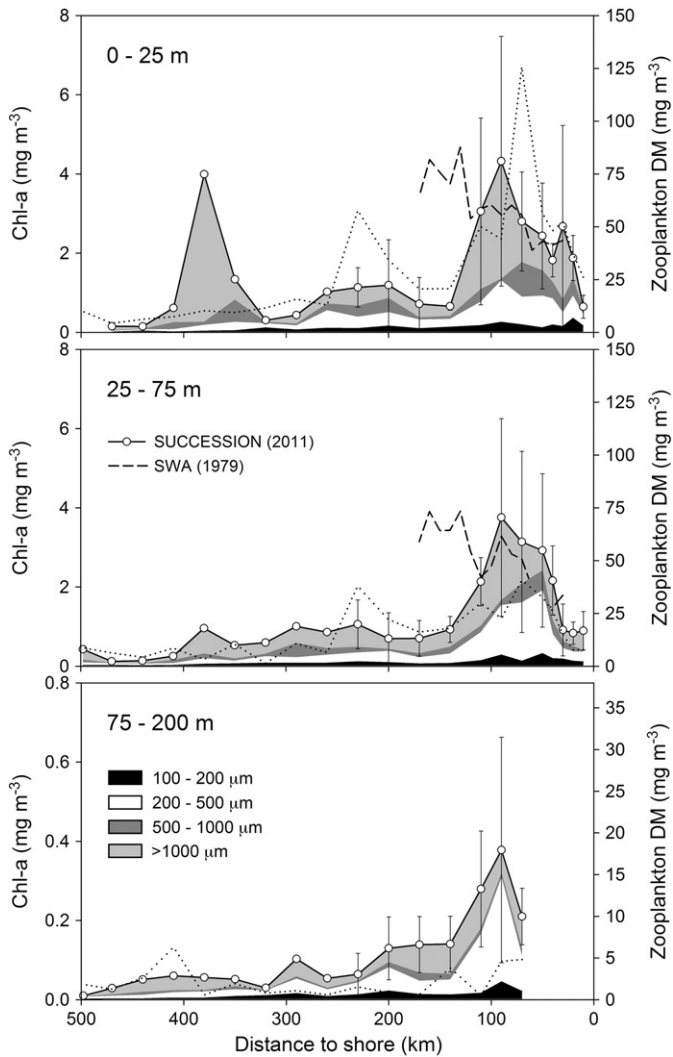 0 - 25 m
Chl-a (mg m-3)
8
6
4
2
0
Zooplankton DM (mg m-3)
150
125
100
75
50
25
0
25 - 75 m
SUCCESSION (2011)
SWA (1979)
Chl-a (mg m-3)
8
6
4
2
0
Zooplankton DM (mg m-3)
150
125
100
75
50
25
0
75 - 200 m
100 - 200 µm
200 - 500 µm
500 - 1000 µm
>1000 µm
Chl-a (mg m-3)
0.8
0.6
0.4
0.2
0.0
Zooplankton DM (mg m-3)
35
30
25
20
15
10
5
0
500 400 300 200 100 0
Distance to shore (km)